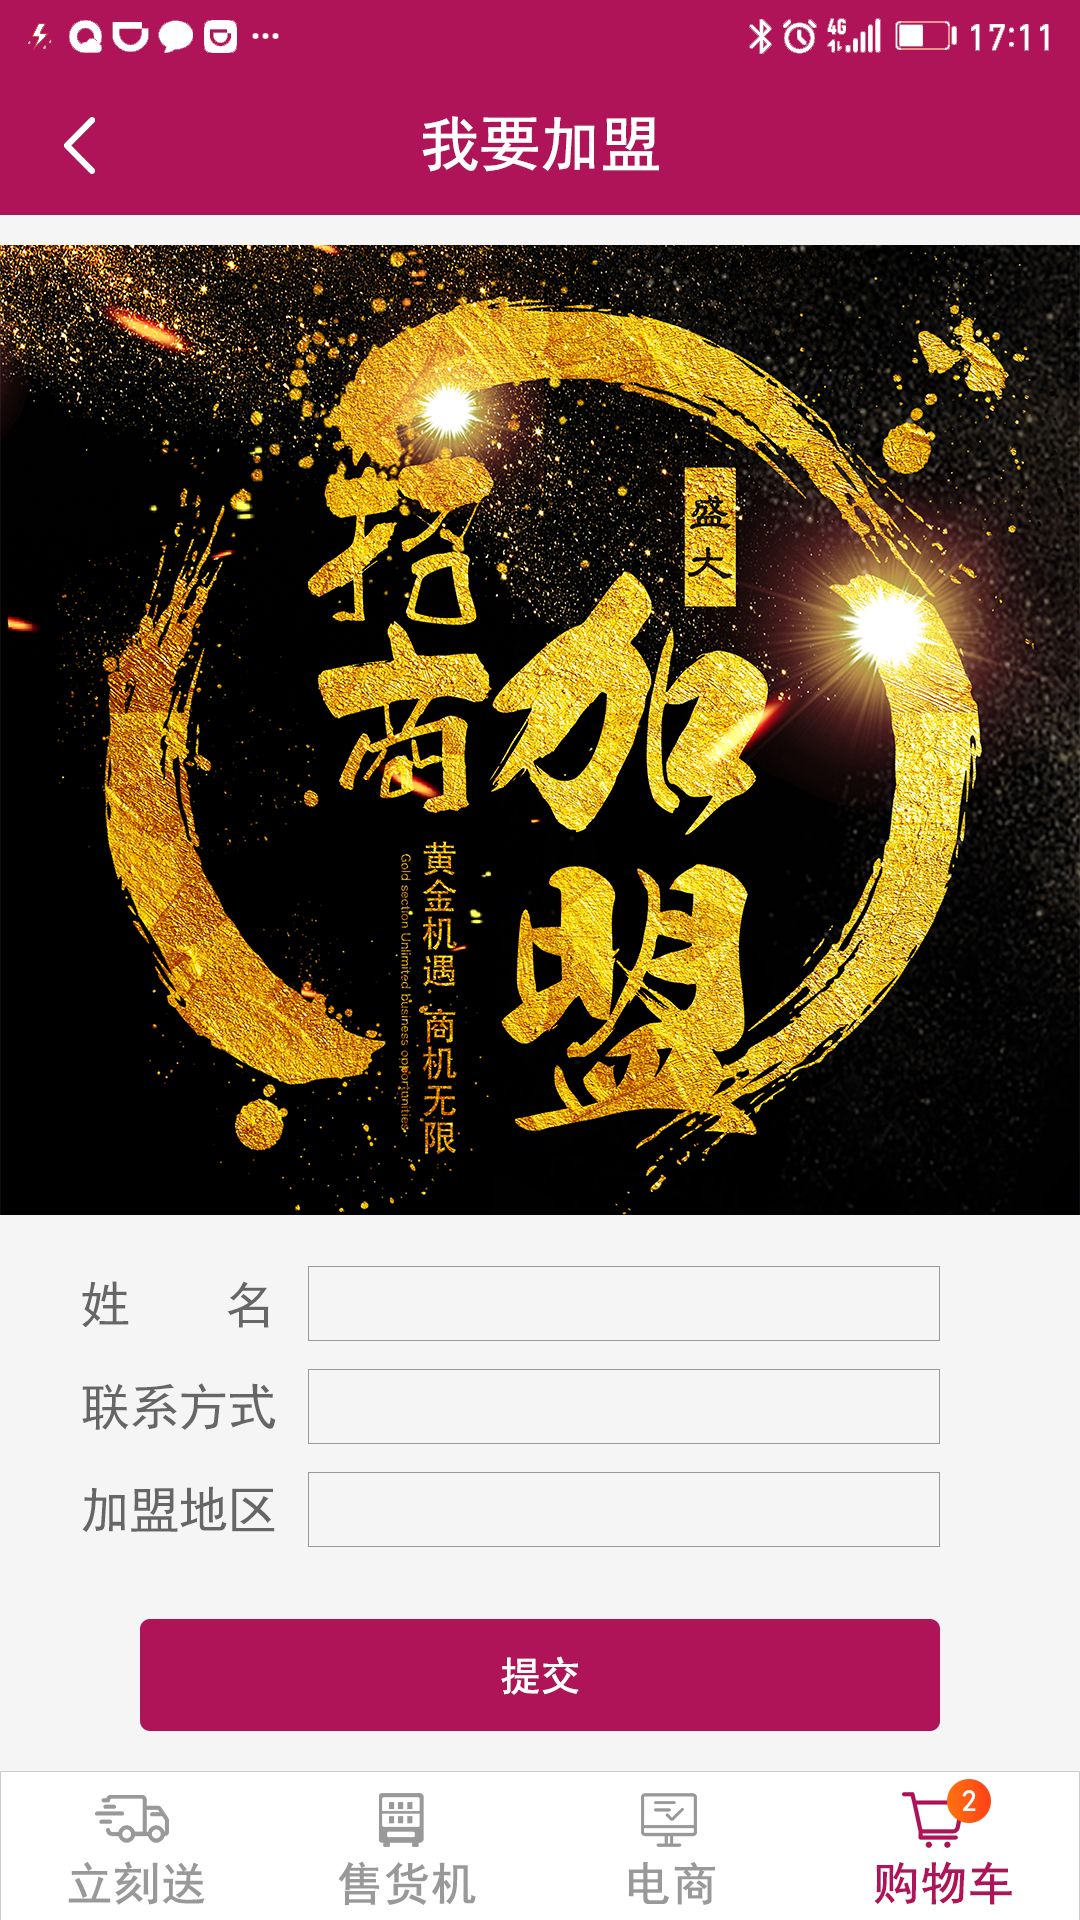 4G 17:11
我要加盟
盛大
招商
加盟
黄金机遇 商机无限
Gold section Unlimited business opportunities
姓 名
联系方式
加盟地区
提交
2
立刻送 售货机 电商 购物车